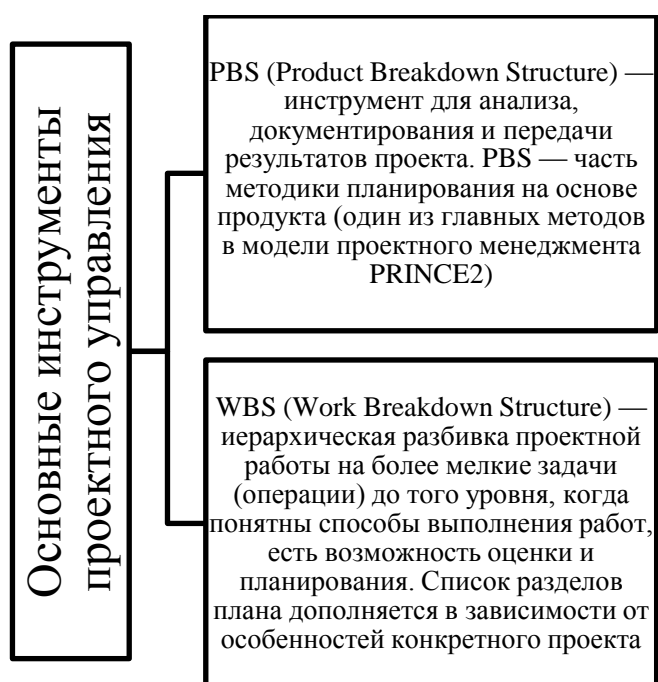 Основные инструменты
проектного управления
PBS (Product Breakdown Structure) —
инструмент для анализа,
документирования и передачи
результатов проекта. PBS — часть
методики планирования на основе
продукта (один из главных методов
в модели проектного менеджмента
PRINCE2)
WBS (Work Breakdown Structure) —
иерархическая разбивка проектной
работы на более мелкие задачи
(операции) до того уровня, когда
понятны способы выполнения работ,
есть возможность оценки и
планирования. Список разделов
плана дополняется в зависимости от
особенностей конкретного проекта